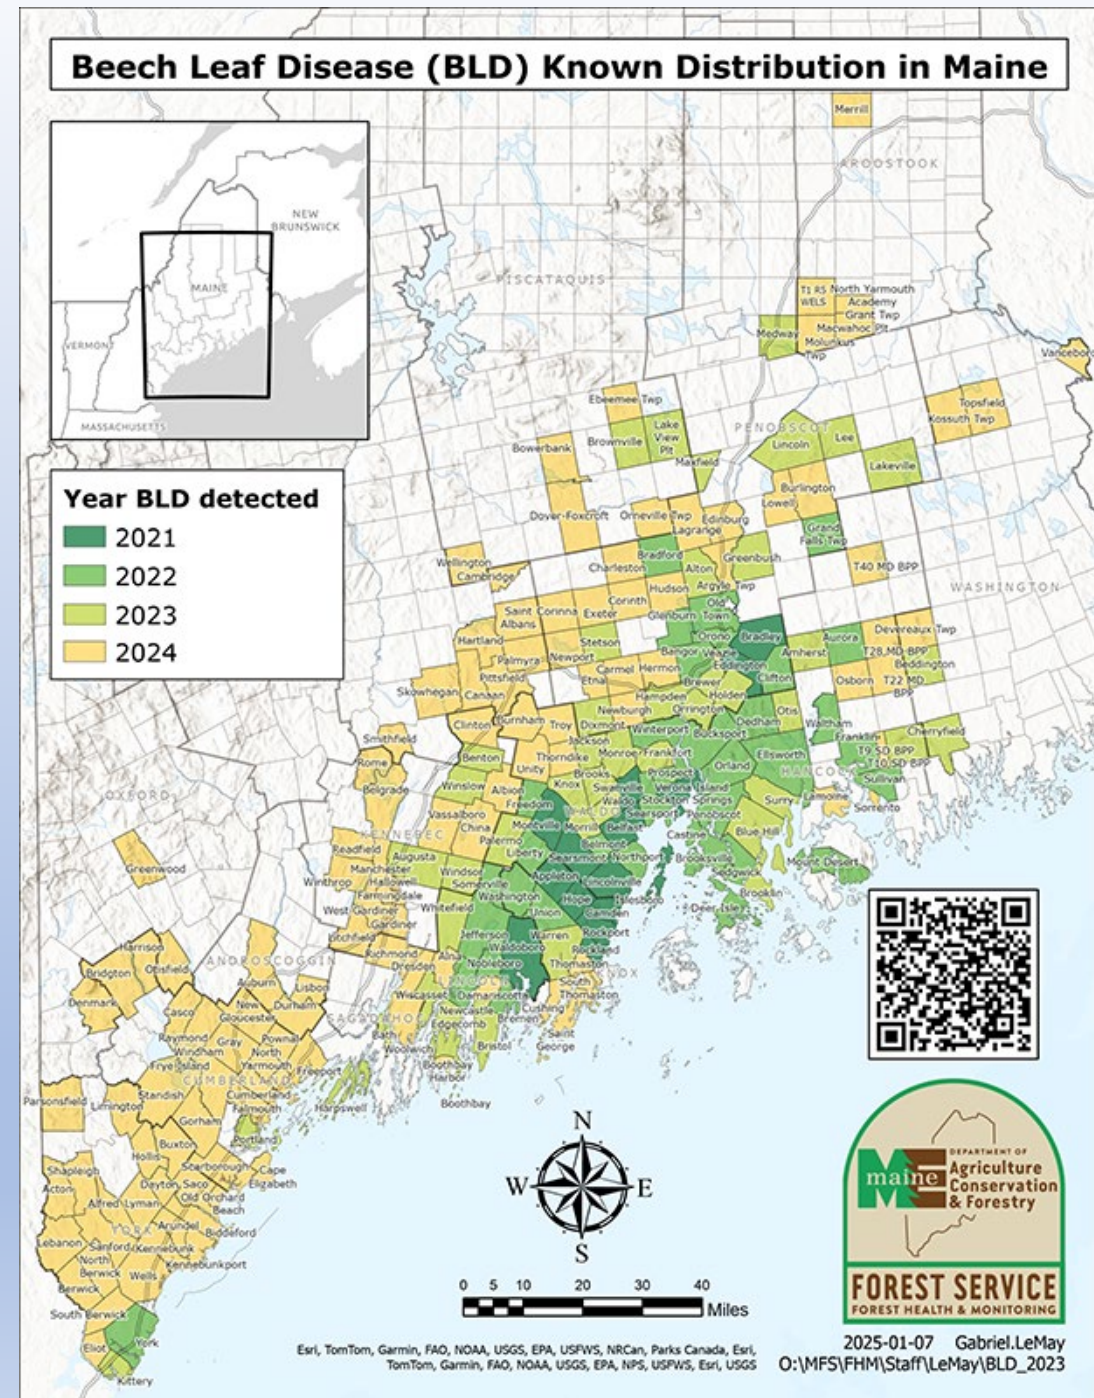 Beech Leaf Disease (BLD) Known Distribution in Maine
Merrill
AROOSTOOK
NEW
BRUNSWICK
MAINE
VERMONT
MASSACHUSETTS
PISCATAQUIS
T1 R5
WELS
North Yarmouth
Academy
Grant Twp
Macwahoc Plt
Molunkus
Twp
Medway
Vanceboro
Ebeemee Twp
Topsfield
Kossuth Twp
Lake
View
Plt
Brownville
PENOBSCOT
Lincoln
Lee
Bowerbank
Maxfield
Lakeville
Year BLD detected
2021
2022
2023
2024
Burlington
Lowell
Dover-Foxcroft
Orneville Twp
Edinburg
Lagrange
Grand
Falls Twp
Wellington
Cambridge
Bradford
Charleston
Alton
Greenbush
T40 MD BPP
WASHINGTON
Hudson
Argyle Twp
Corinth
Saint
Albans
Corinna
Exeter
Glenburn
Old
Town
Hartland
Stetson
Orono
Bradley
Aurora
Devereaux Twp
Palmyra
Newport
Bangor
Veazie
Amherst
T28 MD BPP
Pittsfield
Carmel
Hermon
Eddington
Beddington
Etna
Brewer
Clifton
Osborn
T22 MD
BPP
Skowhegan
Canaan
Hampden
Holden
Newburgh
Orrington
Otis
Clinton
Burnham
Troy
Dixmont
Winterport
Dedham
Bucksport
Waltham
Smithfield
Jackson
Franklin
Cherryfield
Rome
Benton
Thorndike
Monroe
Frankfort
Ellsworth
T9 SD BPP
T10 SD BPP
Unity
Orland
HANCOCK
Belgrade
Winslow
Knox
Brooks
Prospect
Sullivan
OXFORD
Albion
Swanville
Verona Island
Freedom
WALDO
Waldo
Stockton Springs
Surry
Lamoine
Sorrento
Vassalboro
Searsport
Penobscot
KENNEBEC
China
Montville
Morrill
Belfast
Castine
Blue Hill
Readfield
Palermo
Belmont
Greenwood
Augusta
Liberty
Searsmont
Northport
Brooksville
Mount Desert
Manchester
Windsor
Appleton
Sedgwick
Winthrop
Hallowell
Somerville
Lincolnville
Farmingdale
Washington
Hope
Islesboro
Brooklin
West Gardiner
Whitefield
Union
Camden
Deer Isle
Gardiner
Litchfield
Jefferson
Warren
Rockport
Harrison
Waldoboro
Rockland
Richmond
Alna
Nobleboro
Bridgton
Otisfield
ANDROSCOGGIN
Dresden
Thomaston
KNOX
Auburn
Lisbon
LINCOLN
South
Thomaston
Denmark
Wiscasset
Damariscotta
Casco
New
Gloucester
Durham
Newcastle
Cushing
SAGADAHOC
Edgecomb
Bremen
Raymond
Gray
Pownal
Bath
Saint
George
Windham
North
Yarmouth
Woolwich
Bristol
Frye Island
Freeport
Boothbay
Harbor
CUMBERLAND
Parsonsfield
Limington
Standish
Cumberland
Falmouth
Harpswell
Boothbay
Gorham
Portland
Buxton
Hollis
Scarborough
Cape
Elizabeth
Shapleigh
Acton
Dayton
Saco
Old Orchard
Beach
Alfred
Lyman
YORK
Arundel
Biddeford
Lebanon
Sanford
Kennebunk
North
Berwick
Wells
Kennebunkport
Berwick
South Berwick
York
Eliot
Kittery
N
W
E
S
0 5 10 20 30 40
Miles
maine
DEPARTMENT OF
Agriculture
Conservation
& Forestry
FOREST SERVICE
FOREST HEALTH & MONITORING
2025-01-07 Gabriel.LeMay
O:\MFS\FHM\Staff\LeMay\BLD_2023
Esri, TomTom, Garmin, FAO, NOAA, USGS, EPA, USFWS, NRCan, Parks Canada, Esri,
TomTom, Garmin, FAO, NOAA, USGS, EPA, NPS, USFWS, Esri, USGS